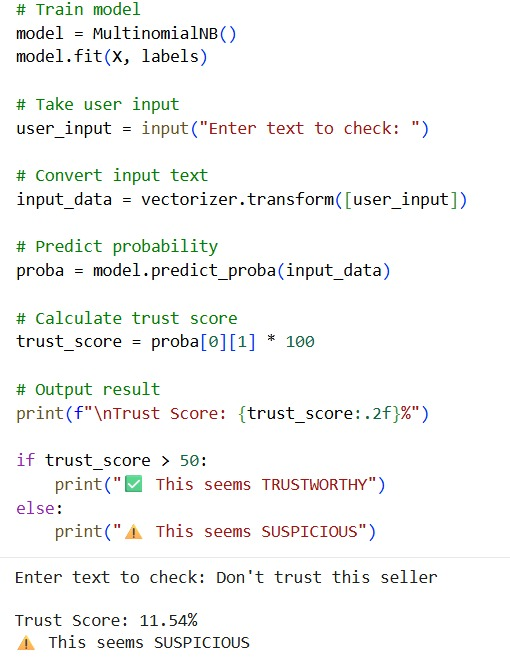 # Train model
model = MultinomialNB()
model.fit(X, labels)
# Take user input
user_input = input("Enter text to check: ")
# Convert input text
input_data = vectorizer.transform([user_input])
# Predict probability
proba = model.predict_proba(input_data)
# Calculate trust score
trust_score = proba[0][1] * 100
# Output result
print(f"\nTrust Score: {trust_score:.2f}%")
if trust_score > 50:
    print("✅ This seems TRUSTWORTHY")
else:
    print("⚠️ This seems SUSPICIOUS")
Enter text to check: Don't trust this seller
Trust Score: 11.54%
⚠️ This seems SUSPICIOUS